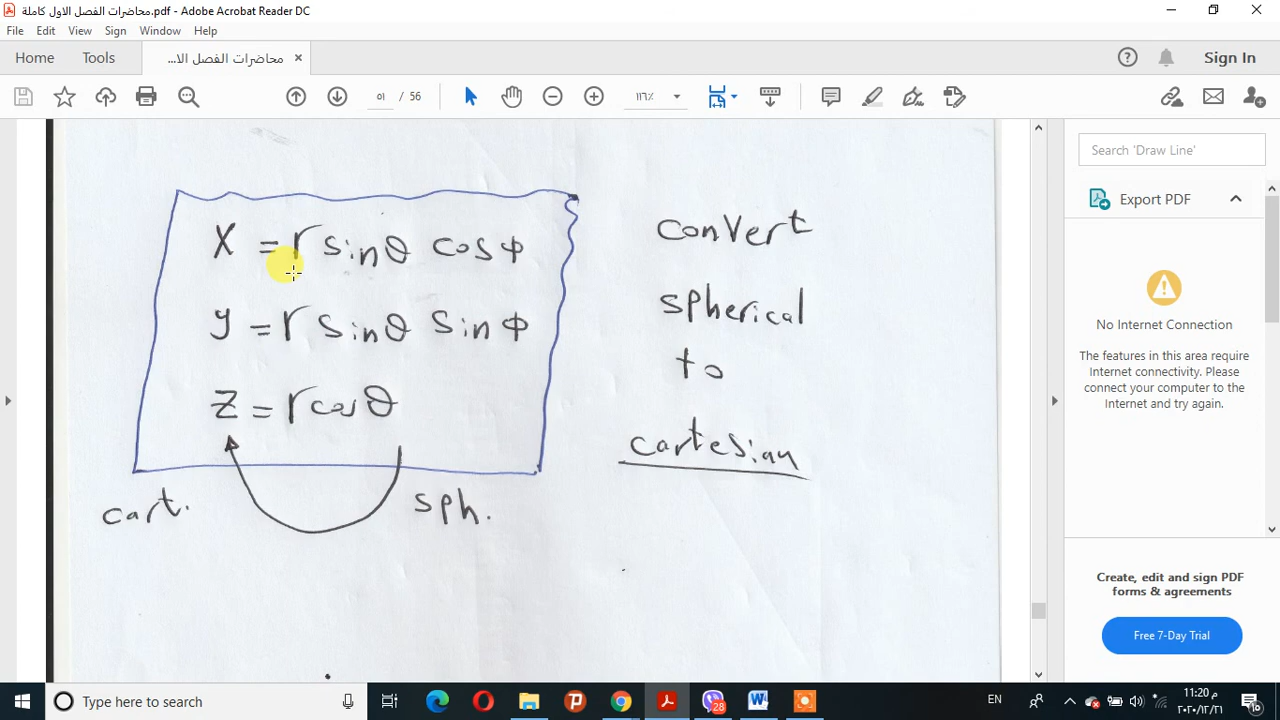 محاضرات الفصل الاول كاملة.pdf - Adobe Acrobat Reader DC
File Edit View Sign Window Help
Home Tools محاضرات الفصل الا... × Sign In
٥١ / 56 ١١٦٪
Search 'Draw Line'
Export PDF
No Internet Connection
The features in this area require
Internet connectivity. Please
connect your computer to the
Internet and try again.
Create, edit and sign PDF
forms & agreements
Free 7-Day Trial
x = r sinθ cosφ
y = r sinθ sinφ
z = r cosθ
cart. sph.
convert
spherical
to
cartesian
Type here to search
28
EN
١١:٢٠ م
٢٠٢٠/١٢/٢٦